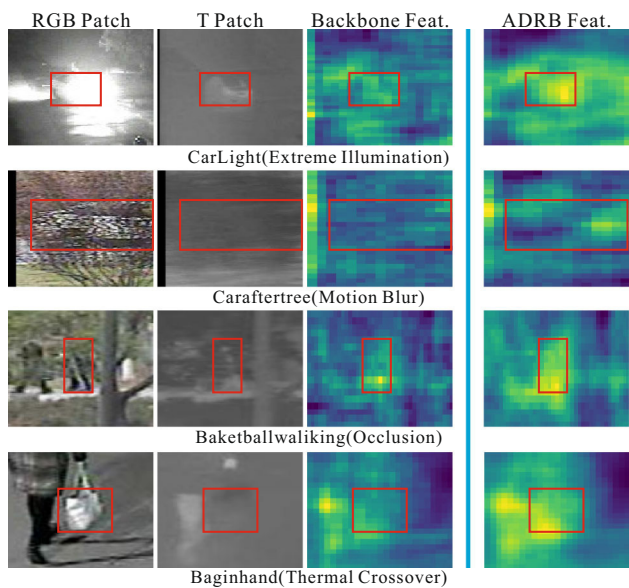 RGB Patch T Patch Backbone Feat. ADRB Feat.
CarLight(Extreme Illumination)
Caraftertree(Motion Blur)
Baketballwaliking(Occlusion)
Baginhand(Thermal Crossover)